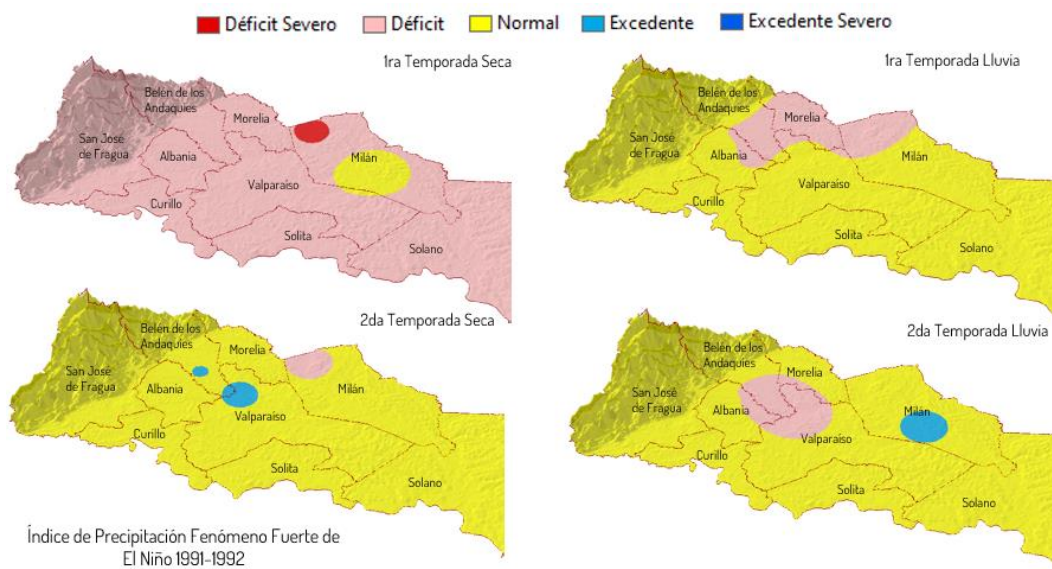 Déficit Severo
Déficit
Normal
Excedente
Excedente Severo
1ra Temporada Seca
Belén de los
Andaquies
Morelia
San José
de Fragua
Albania
Milán
Valparaíso
Curillo
Solita
Solano
1ra Temporada Lluvia
Belén de los
Andaquies
Morelia
San José
de Fragua
Albania
Milán
Valparaíso
Curillo
Solita
Solano
2da Temporada Seca
Belén de los
Andaquies
Morelia
San José
de Fragua
Albania
Milán
Valparaíso
Curillo
Solita
Solano
2da Temporada Lluvia
Belén de los
Andaquies
Morelia
San José
de Fragua
Albania
Milán
Valparaíso
Curillo
Solita
Solano
Índice de Precipitación Fenómeno Fuerte de
El Niño 1991-1992